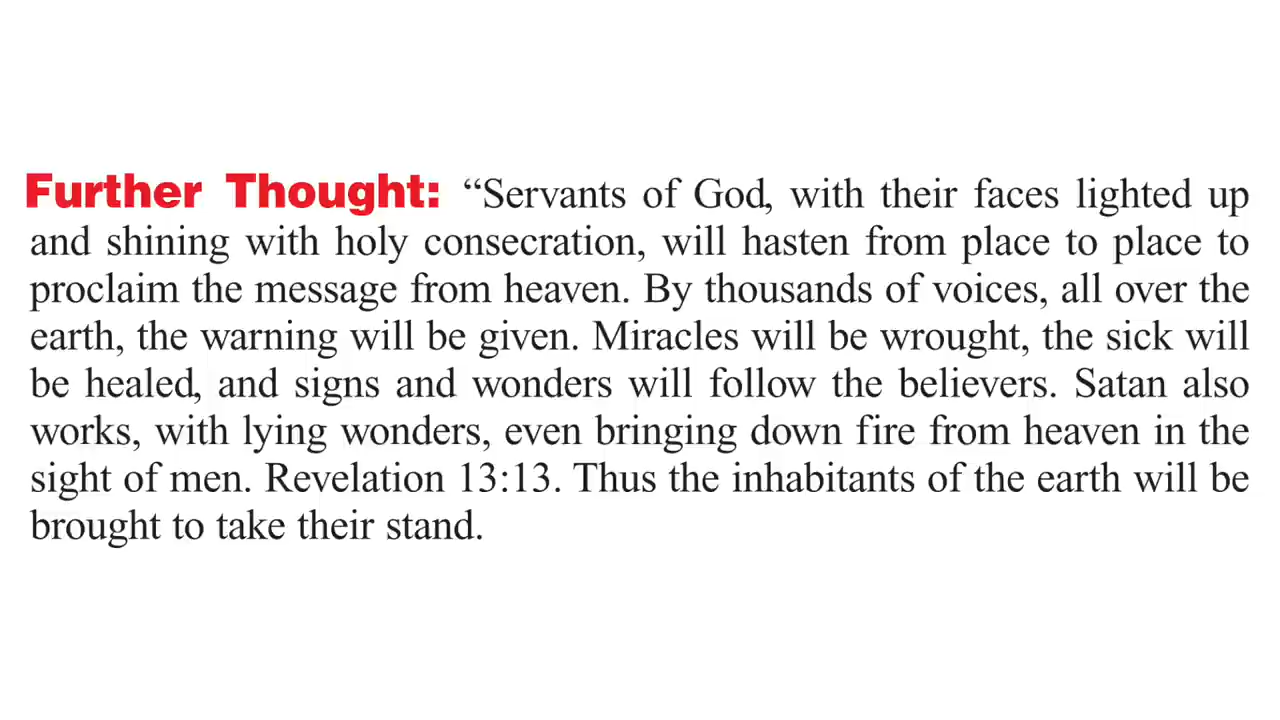 Further Thought: “Servants of God, with their faces lighted up
and shining with holy consecration, will hasten from place to place to
proclaim the message from heaven. By thousands of voices, all over the
earth, the warning will be given. Miracles will be wrought, the sick will
be healed, and signs and wonders will follow the believers. Satan also
works, with lying wonders, even bringing down fire from heaven in the
sight of men. Revelation 13:13. Thus the inhabitants of the earth will be
brought to take their stand.